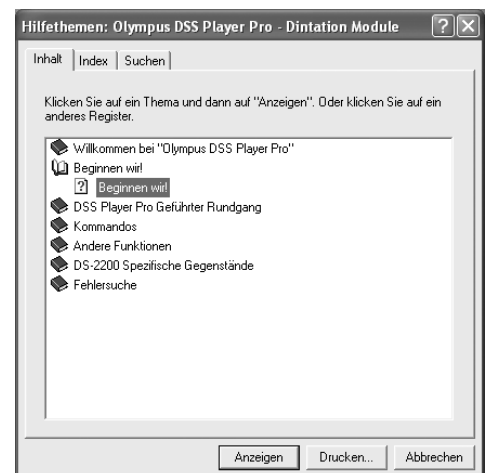 Hilfethemen: Olympus DSS Player Pro - Dintation Module
Inhalt Index Suchen
Klicken Sie auf ein Thema und dann auf "Anzeigen". Oder klicken Sie auf ein
anderes Register.
Willkommen bei "Olympus DSS Player Pro"
Beginnen wir!
Beginnen wir!
DSS Player Pro Geführter Rundgang
Kommandos
Andere Funktionen
DS-2200 Spezifische Gegenstände
Fehlersuche
Anzeigen Drucken... Abbrechen